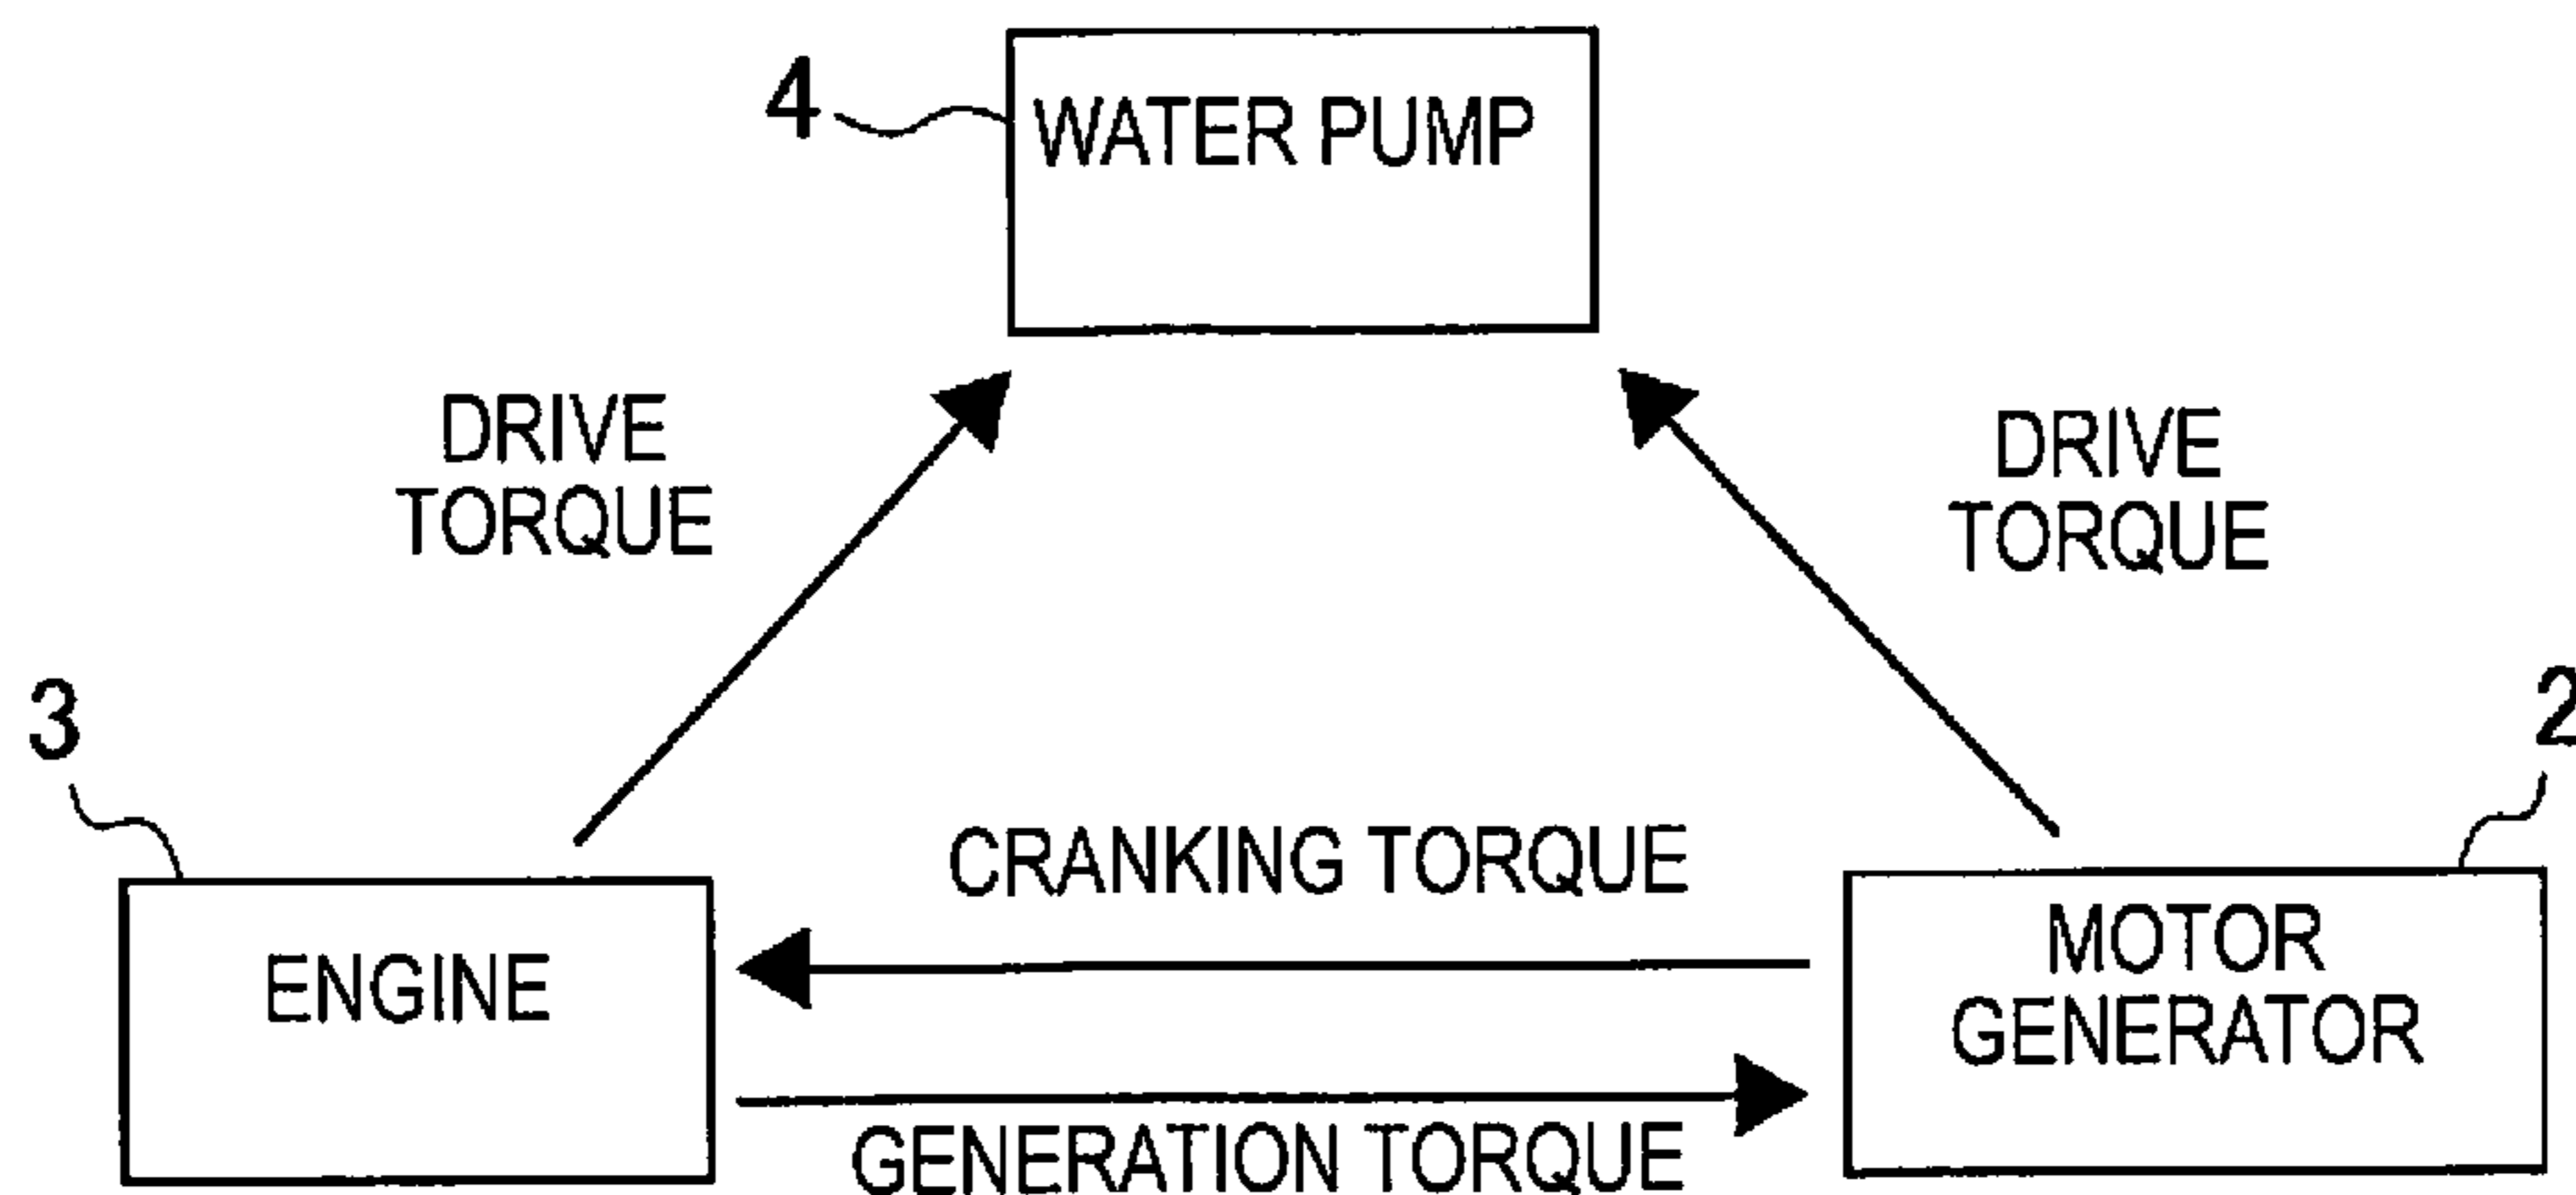 4
WATER PUMP
DRIVE
TORQUE
DRIVE
TORQUE
3
2
CRANKING TORQUE
ENGINE
MOTOR
GENERATOR
GENERATION TORQUE